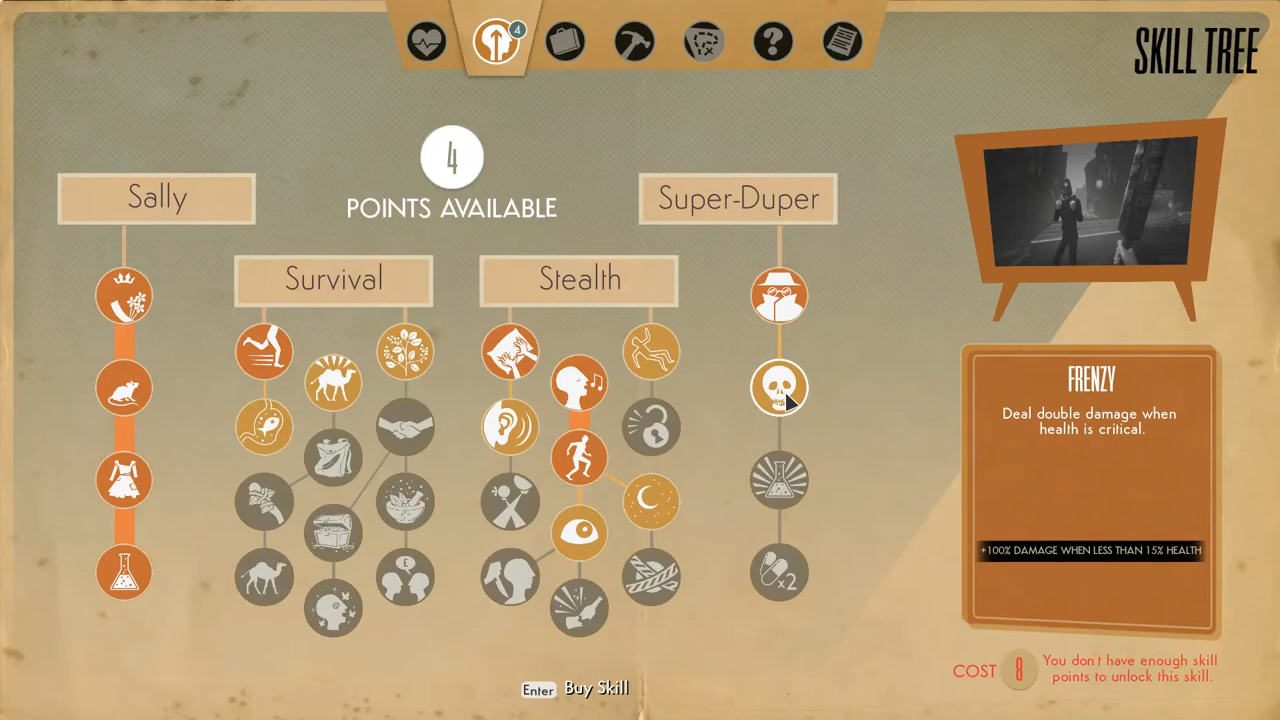 4
SKILL TREE
4
POINTS AVAILABLE
Sally
Super-Duper
Survival
Stealth
£
x2
FRENZY
Deal double damage when
health is critical.
+100% DAMAGE WHEN LESS THAN 15% HEALTH
COST 8
You don't have enough skill
points to unlock this skill.
Enter Buy Skill